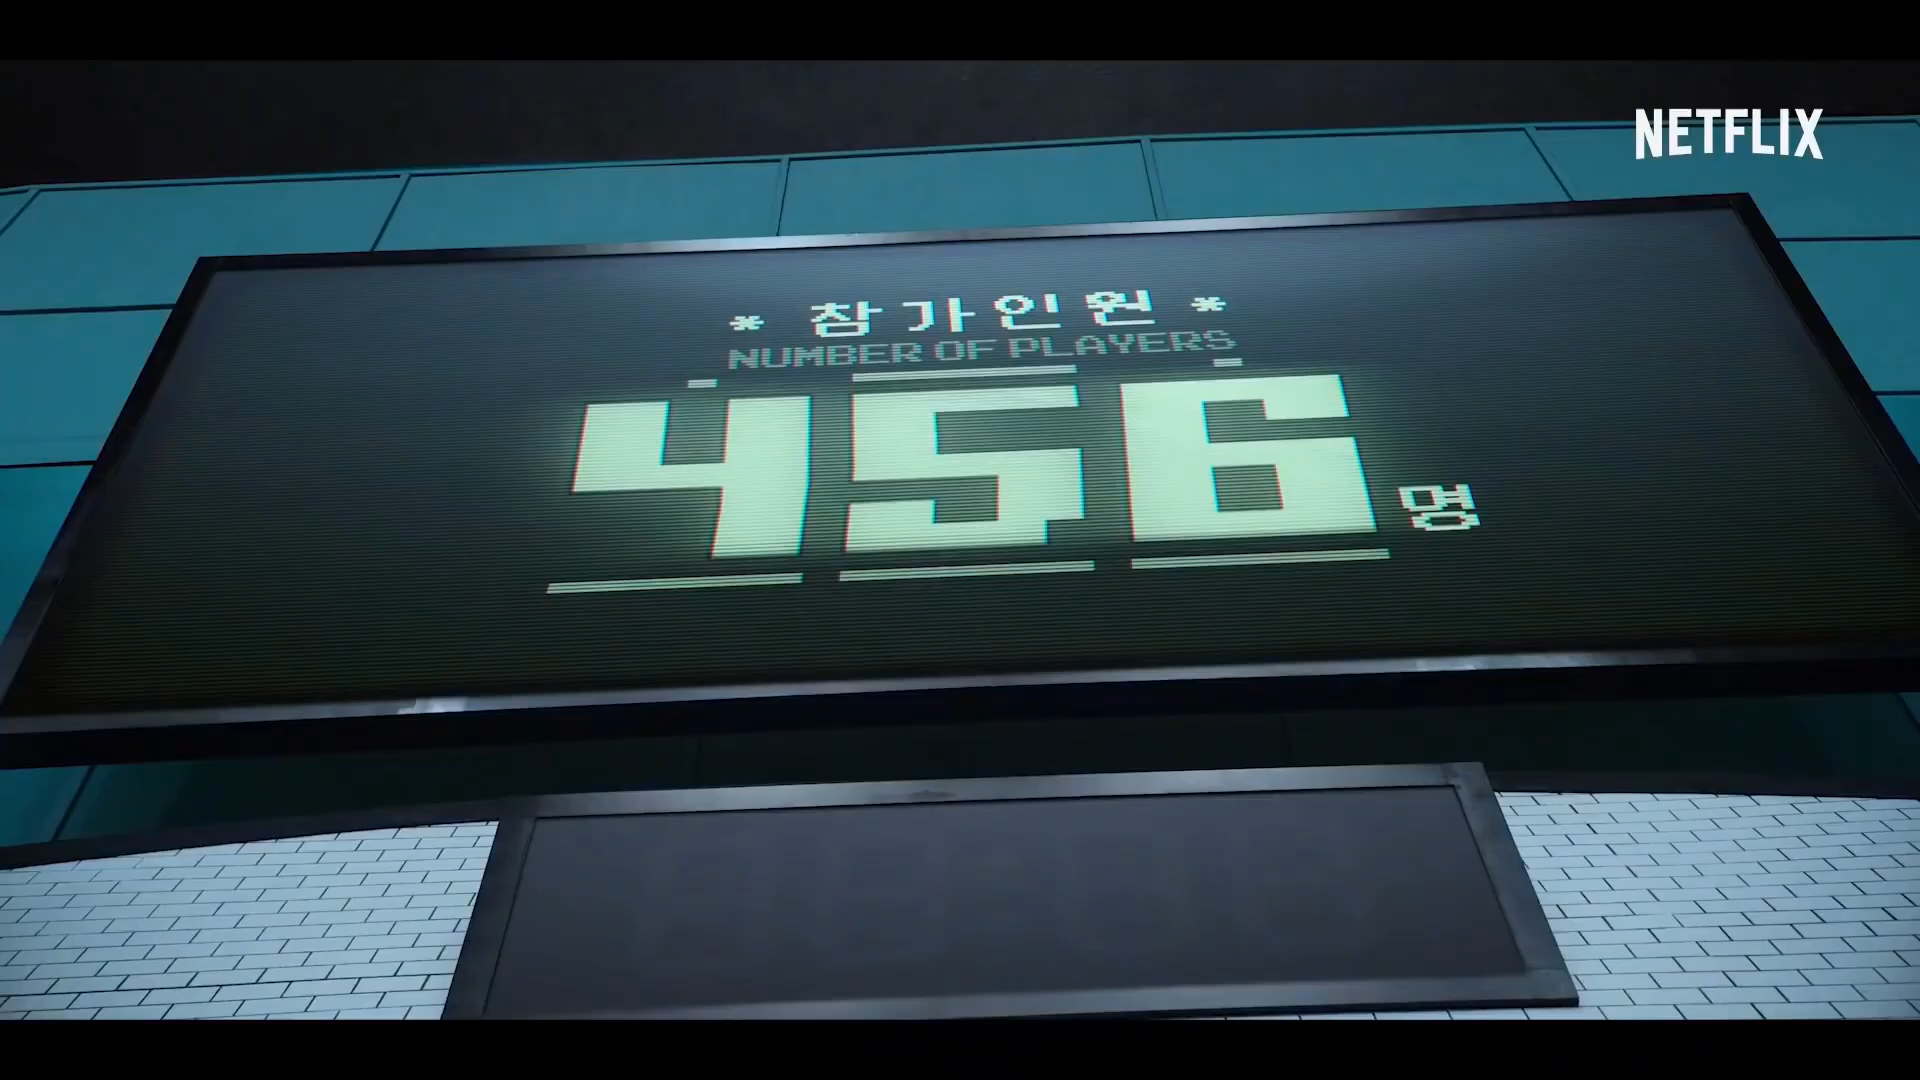 NETFLIX
* 참가인원 *
NUMBER OF PLAYERS
456명